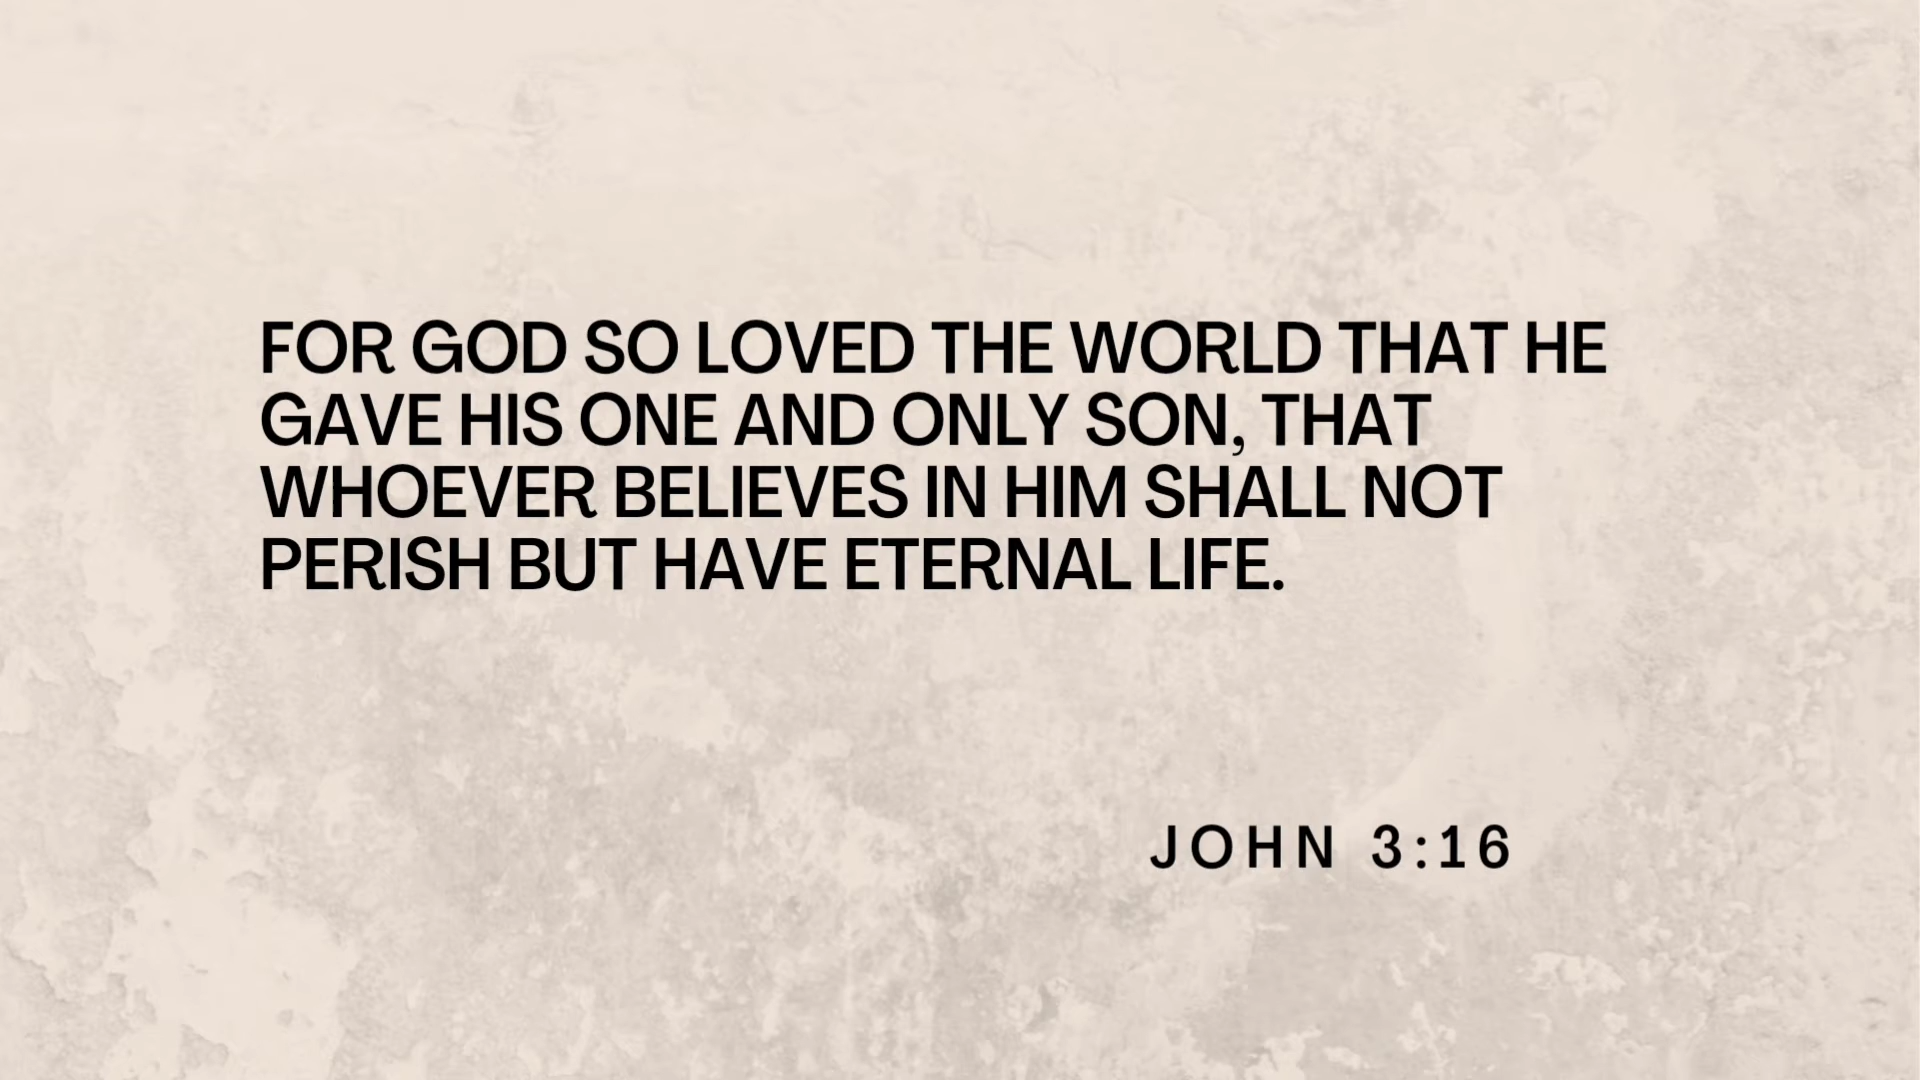 FOR GOD SO LOVED THE WORLD THAT HE
GAVE HIS ONE AND ONLY SON, THAT
WHOEVER BELIEVES IN HIM SHALL NOT
PERISH BUT HAVE ETERNAL LIFE.
JOHN 3:16